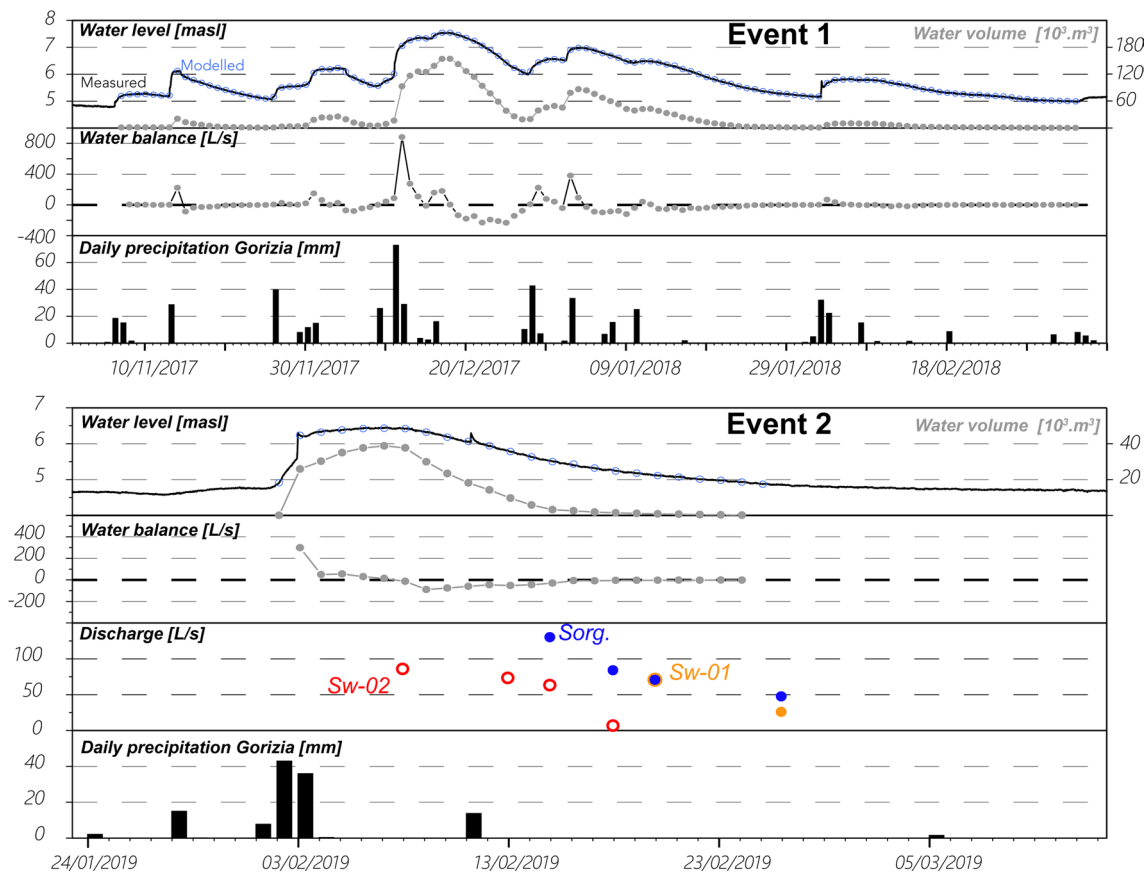 8
Water level [masl]
Event 1
Water volume [10³.m³]
7
180
Modelled
6
120
Measured
5
60
Water balance [L/s]
800
400
0
-400
Daily precipitation Gorizia [mm]
60
40
20
0
10/11/2017
30/11/2017
20/12/2017
09/01/2018
29/01/2018
18/02/2018
7
Water level [masl]
Event 2
Water volume [10³.m³]
6
40
5
20
Water balance [L/s]
400
200
0
-200
Discharge [L/s]
Sorg.
100
Sw-02
Sw-01
50
0
Daily precipitation Gorizia [mm]
40
20
0
24/01/2019
03/02/2019
13/02/2019
23/02/2019
05/03/2019